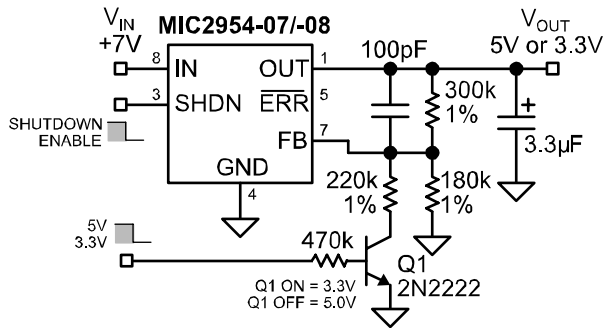 MIC2954-07/-08
VIN
+7V
VOUT
5V or 3.3V
100pF
8
IN
OUT
1
3
SHDN
ERR
5
300k
1%
SHUTDOWN
ENABLE
FB
7
+
3.3µF
GND
4
220k
1%
180k
1%
5V
3.3V
470k
Q1 ON = 3.3V
Q1 OFF = 5.0V
Q1
2N2222